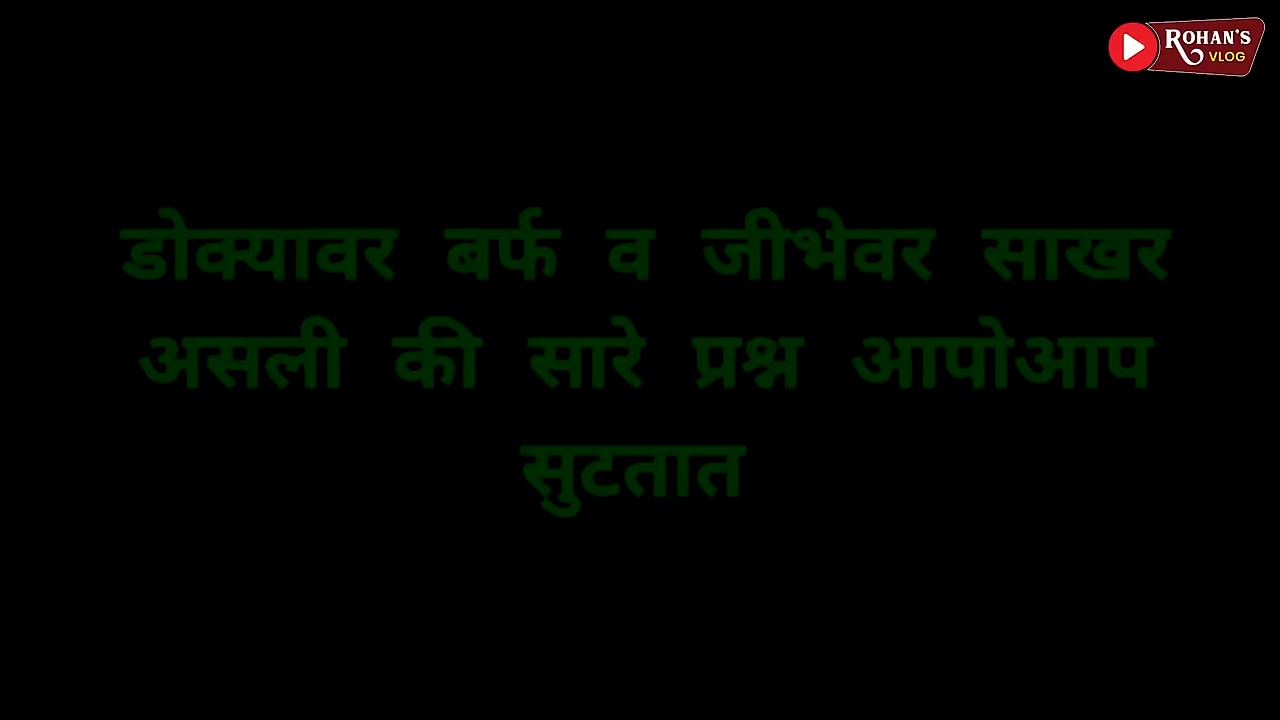 ROHAN'S
VLOG
डोक्यावर बर्फ व जीभेवर साखर
असली की सारे प्रश्न आपोआप
सुटतात